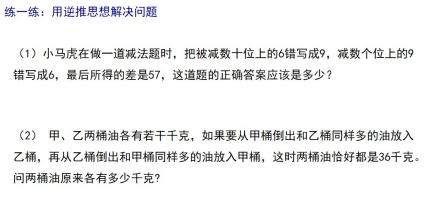 练一练：用逆推思想解决问题
（1）小马虎在做一道减法题时，把被减数十位上的6错写成9，减数个位上的9
错写成6，最后所得的差是57，这道题的正确答案应该是多少？
（2） 甲、乙两桶油各有若干千克，如果要从甲桶倒出和乙桶同样多的油放入
乙桶，再从乙桶倒出和甲桶同样多的油放入甲桶，这时两桶油恰好都是36千克。
问两桶油原来各有多少千克?